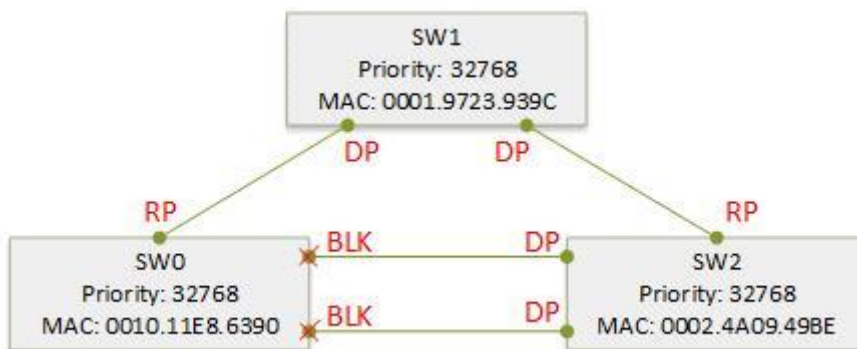 SW1
Priority: 32768
MAC: 0001.9723.939C
DP
DP
RP
RP
BLK
DP
SW0
Priority: 32768
MAC: 0010.11E8.6390
SW2
Priority: 32768
MAC: 0002.4A09.49BE
BLK
DP